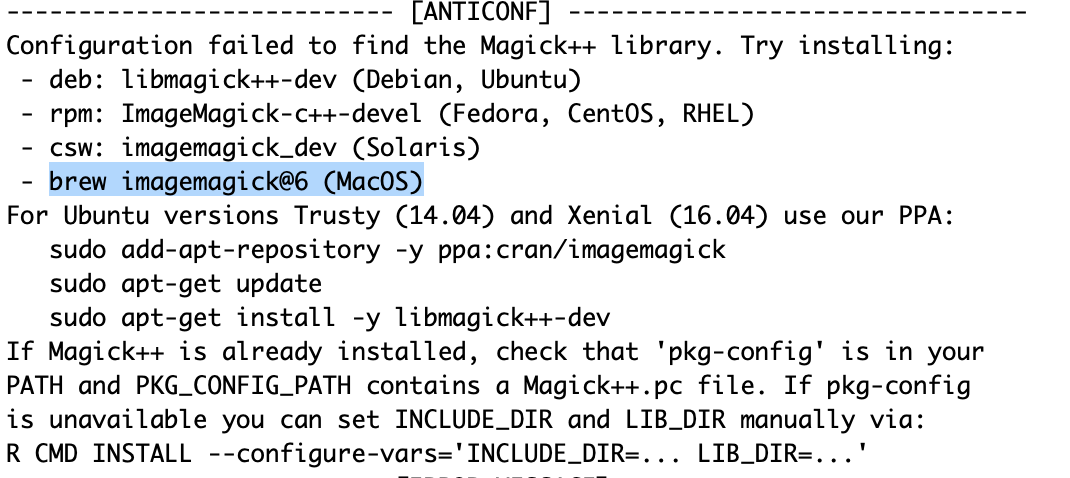 --------------------------- [ANTICONF] --------------------------------
Configuration failed to find the Magick++ library. Try installing:
 - deb: libmagick++-dev (Debian, Ubuntu)
 - rpm: ImageMagick-c++-devel (Fedora, CentOS, RHEL)
 - csw: imagemagick_dev (Solaris)
 - brew imagemagick@6 (MacOS)
For Ubuntu versions Trusty (14.04) and Xenial (16.04) use our PPA:
   sudo add-apt-repository -y ppa:cran/imagemagick
   sudo apt-get update
   sudo apt-get install -y libmagick++-dev
If Magick++ is already installed, check that 'pkg-config' is in your
PATH and PKG_CONFIG_PATH contains a Magick++.pc file. If pkg-config
is unavailable you can set INCLUDE_DIR and LIB_DIR manually via:
R CMD INSTALL --configure-vars='INCLUDE_DIR=... LIB_DIR=...'